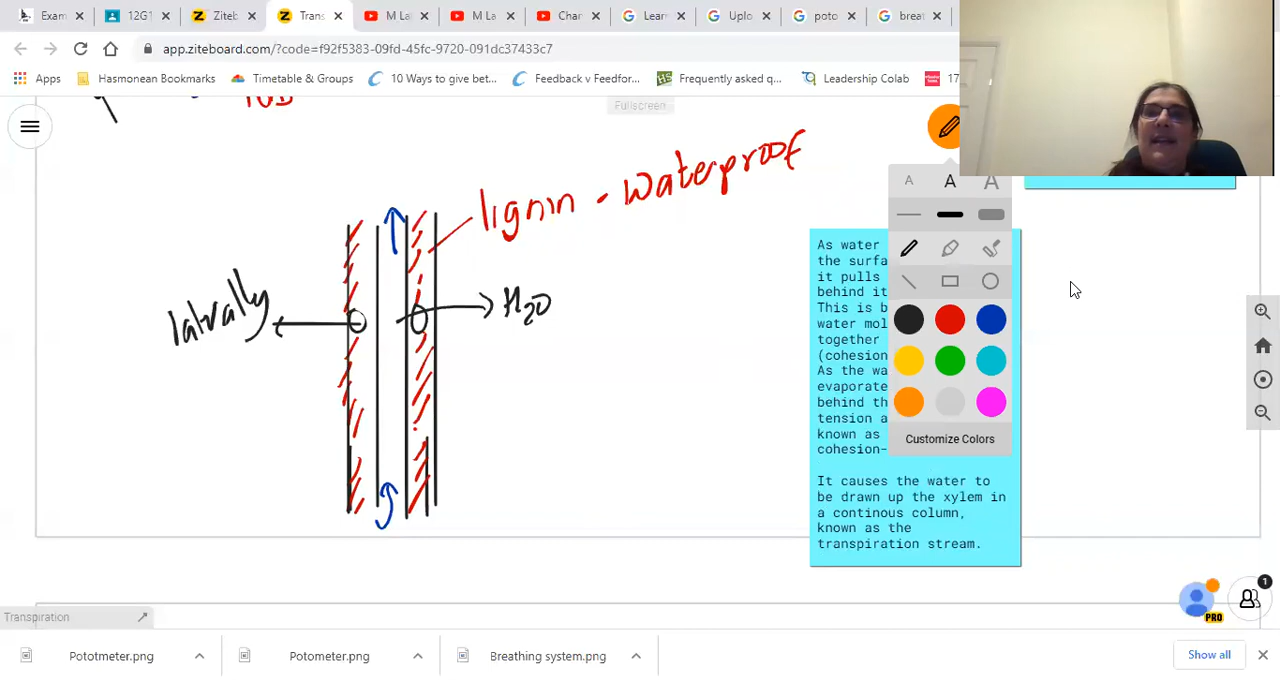 Exam
12G1
Ziteb
Trans
M Lal
M La
Char
Learn
Uplo
poto
breat
app.ziteboard.com/?code=f92f5383-09fd-45fc-9720-091dc37433c7
Apps
Hasmonean Bookmarks
Timetable & Groups
10 Ways to give bet...
Feedback v Feedfor...
Frequently asked q...
Leadership Colab
17
Fullscreen
lignin - waterproof
A A A
As water
the surfa
it pulls
behind it
This is b
water mol
together
(cohesion
As the wa
evaporate
behind th
tension a
known as
cohesion-
It causes the water to
be drawn up the xylem in
a continous column,
known as the
transpiration stream.
latrally
H2O
Customize Colors
1
PRO
Transpiration
Pototmeter.png
Potometer.png
Breathing system.png
Show all